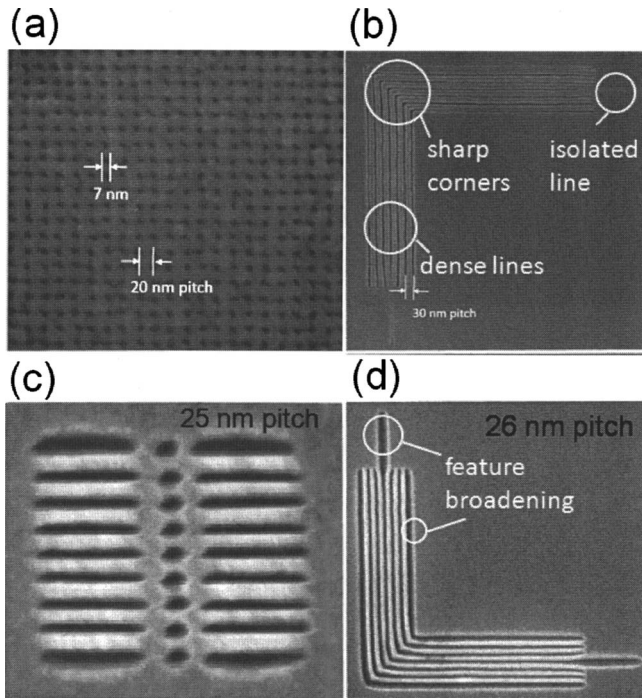 (a)
7 nm
20 nm pitch
(b)
sharp
corners
isolated
line
dense lines
30 nm pitch
(c)
25 nm pitch
(d)
26 nm pitch
feature
broadening